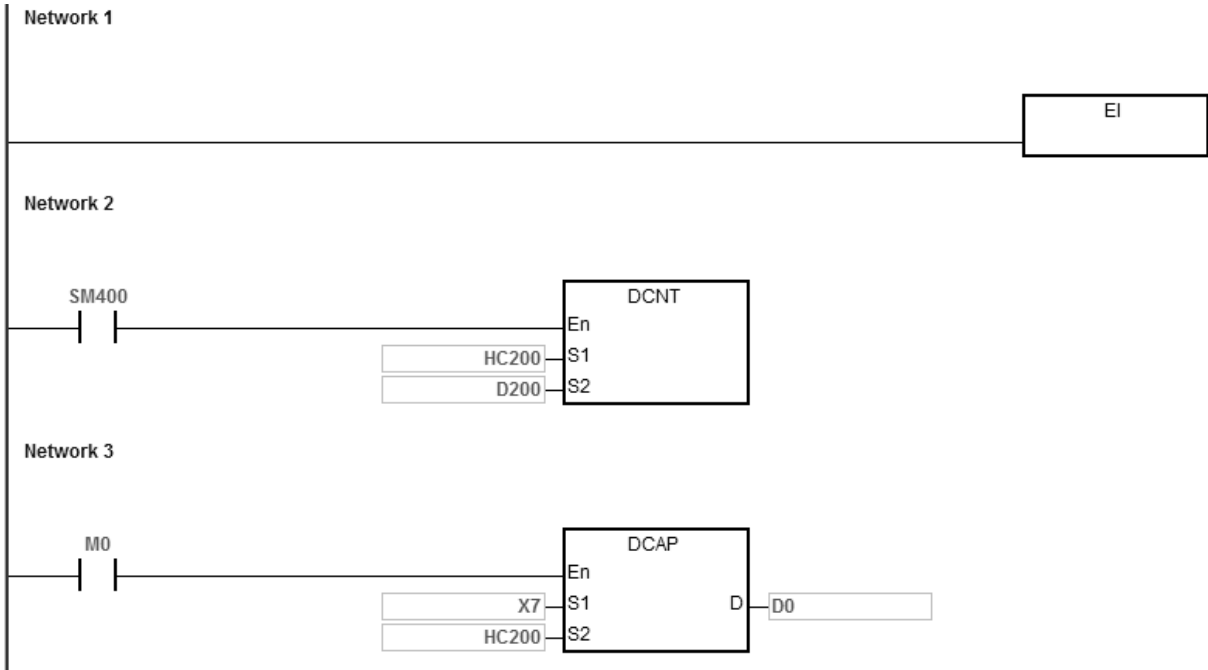 Network 1
EI
Network 2
SM400
DCNT
En
HC200 S1
D200 S2
Network 3
M0
DCAP
En
X7 S1 D D0
HC200 S2